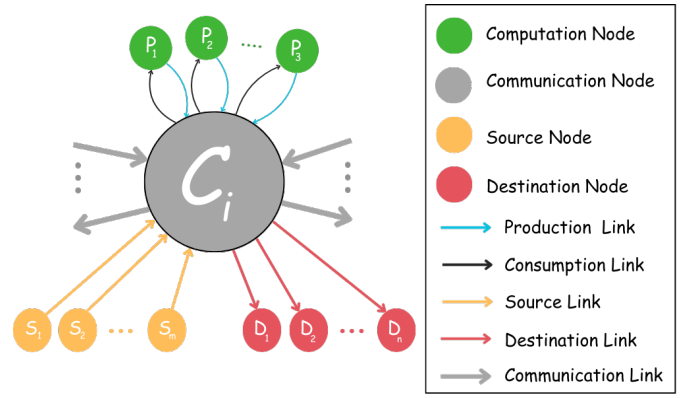 P1 P2 .... P3
Ci
S1 S2 ... Sm D1 D2 ... Dn
Computation Node
Communication Node
Source Node
Destination Node
Production Link
Consumption Link
Source Link
Destination Link
Communication Link